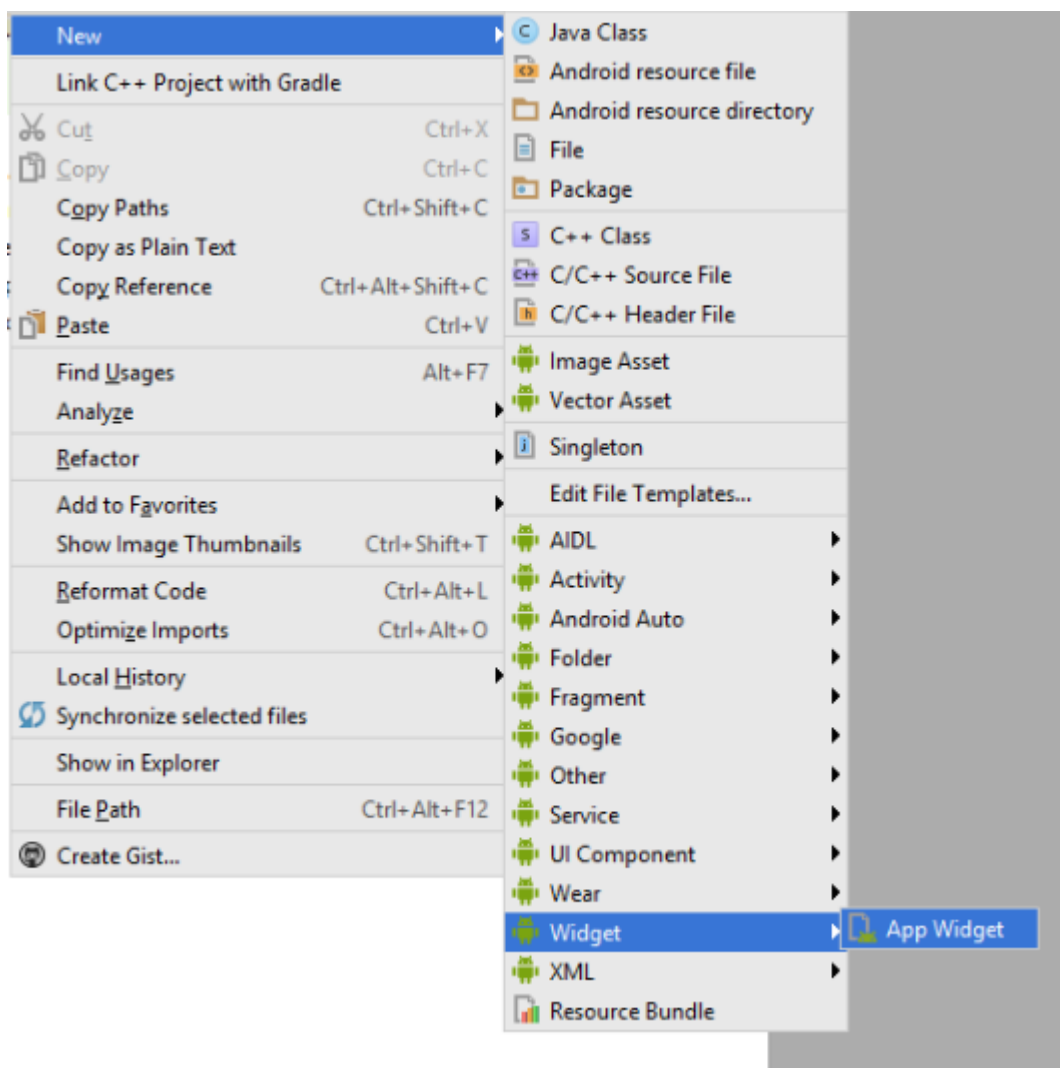 New
Link C++ Project with Gradle
Cut Ctrl+X
Copy Ctrl+C
Copy Paths Ctrl+Shift+C
Copy as Plain Text
Copy Reference Ctrl+Alt+Shift+C
Paste Ctrl+V
Find Usages Alt+F7
Analyze
Refactor
Add to Favorites
Show Image Thumbnails Ctrl+Shift+T
Reformat Code Ctrl+Alt+L
Optimize Imports Ctrl+Alt+O
Local History
Synchronize selected files
Show in Explorer
File Path Ctrl+Alt+F12
Create Gist...
Java Class
Android resource file
Android resource directory
File
Package
C++ Class
C/C++ Source File
C/C++ Header File
Image Asset
Vector Asset
Singleton
Edit File Templates...
AIDL
Activity
Android Auto
Folder
Fragment
Google
Other
Service
UI Component
Wear
Widget
XML
Resource Bundle
App Widget